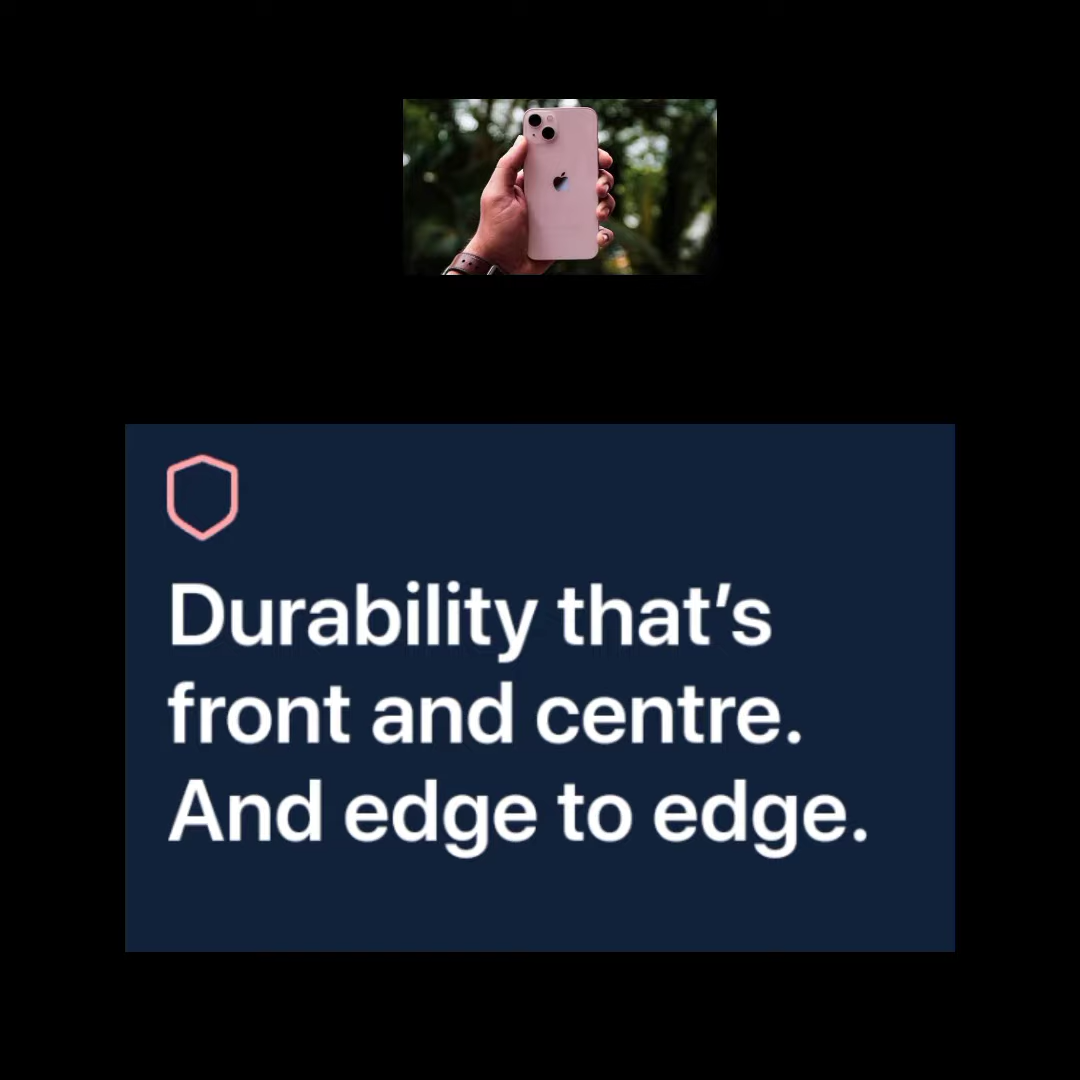 Durability that’s
front and centre.
And edge to edge.